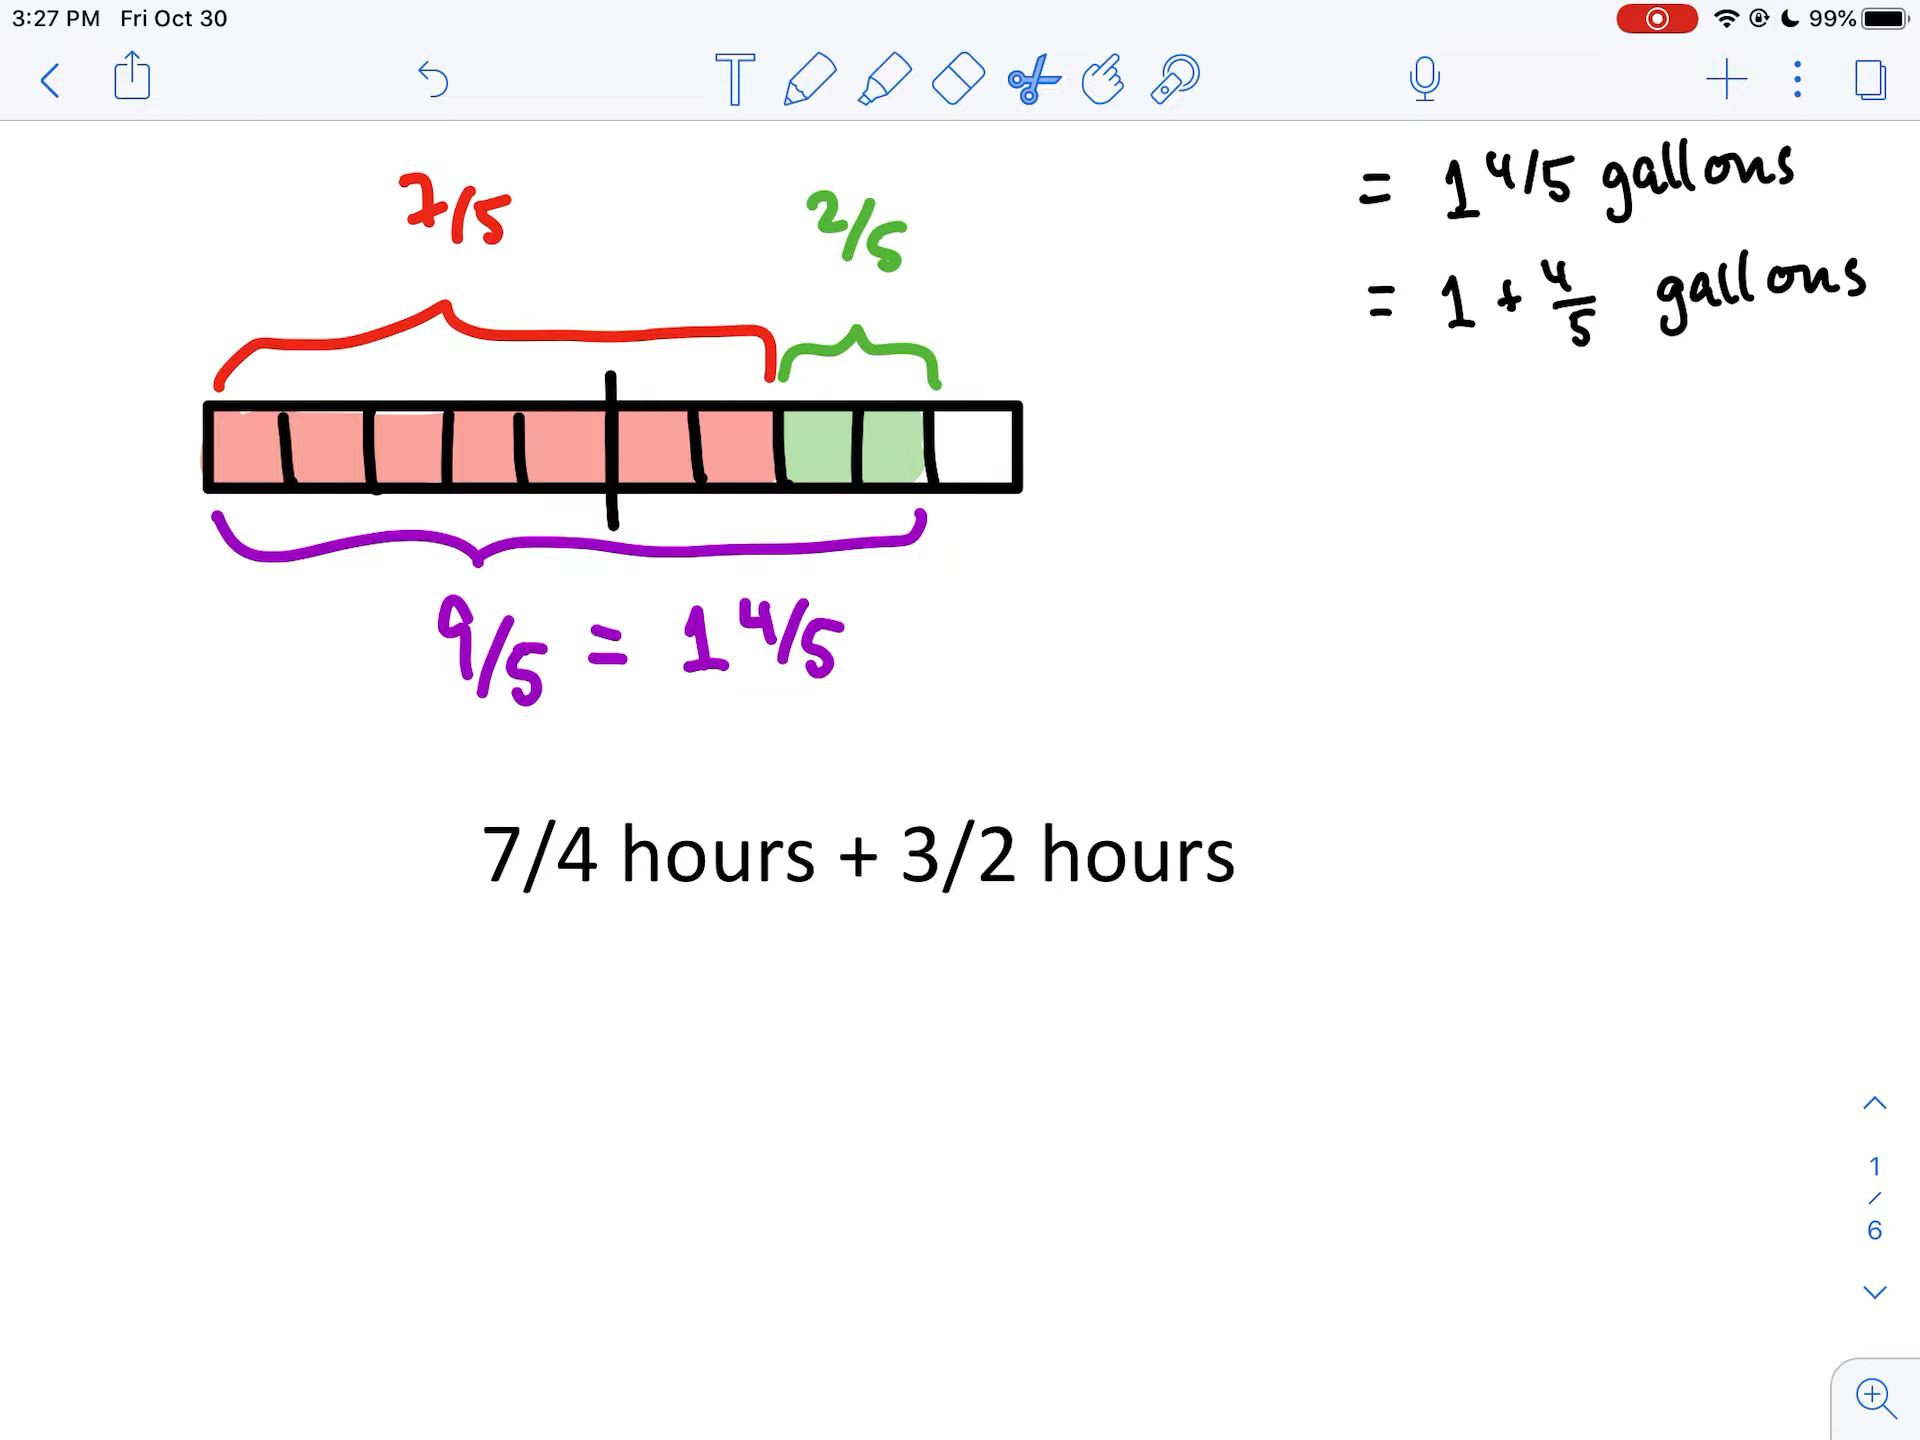 3:27 PM Fri Oct 30
99%
= 1 4/5 gallons
7/5 2/5
= 1 + 4/5 gallons
9/5 = 1 4/5
7/4 hours + 3/2 hours
1
/
6